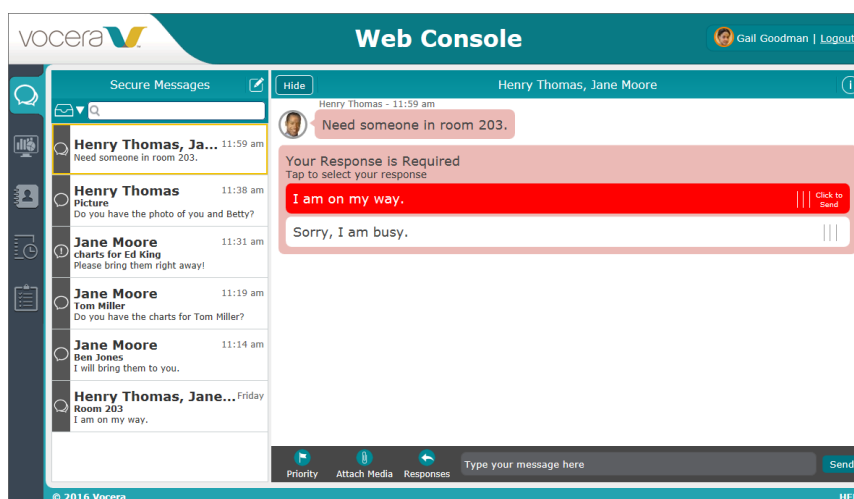 vocera
Web Console
Gail Goodman | Logout
Secure Messages
Hide
Henry Thomas, Jane Moore
Henry Thomas, Ja... 11:59 am
Need someone in room 203.
Henry Thomas 11:38 am
Picture
Do you have the photo of you and Betty?
Jane Moore 11:31 am
charts for Ed King
Please bring them right away!
Jane Moore 11:19 am
Tom Miller
Do you have the charts for Tom Miller?
Jane Moore 11:14 am
Ben Jones
I will bring them to you.
Henry Thomas, Jane... Friday
Room 203
I am on my way.
Henry Thomas - 11:59 am
Need someone in room 203.
Your Response is Required
Tap to select your response
I am on my way.
Click to
Send
Sorry, I am busy.
Priority
Attach Media
Responses
Type your message here
Send
© 2016 Vocera